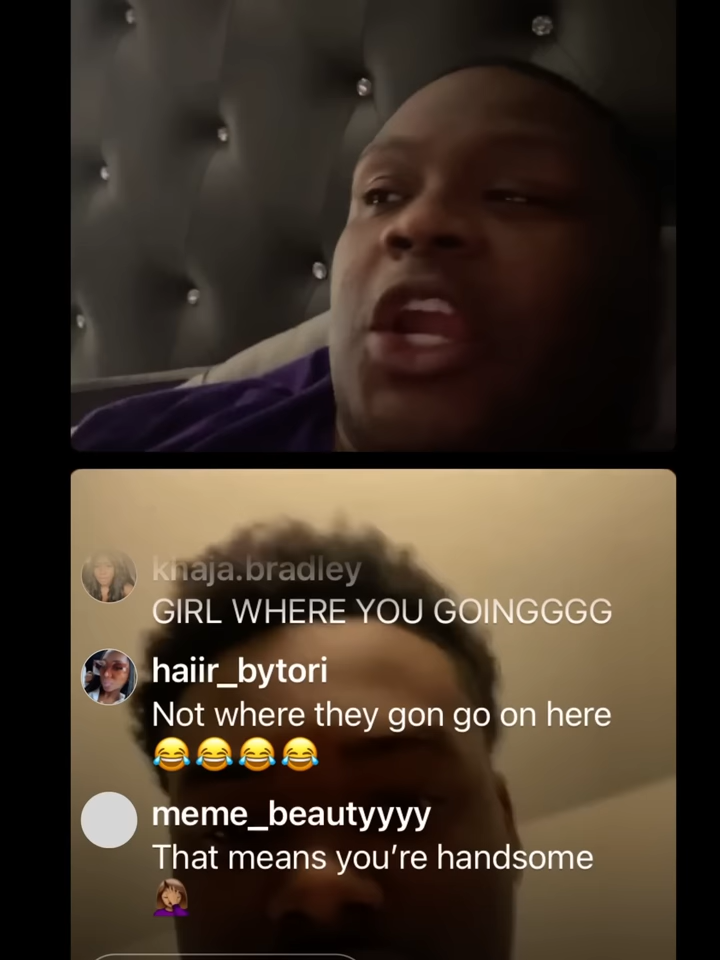 khaja.bradley
GIRL WHERE YOU GOINGGGG
haiir_bytori
Not where they gon go on here
😂😂😂😂
meme_beautyyyy
That means you’re handsome
🤦🏽‍♀️